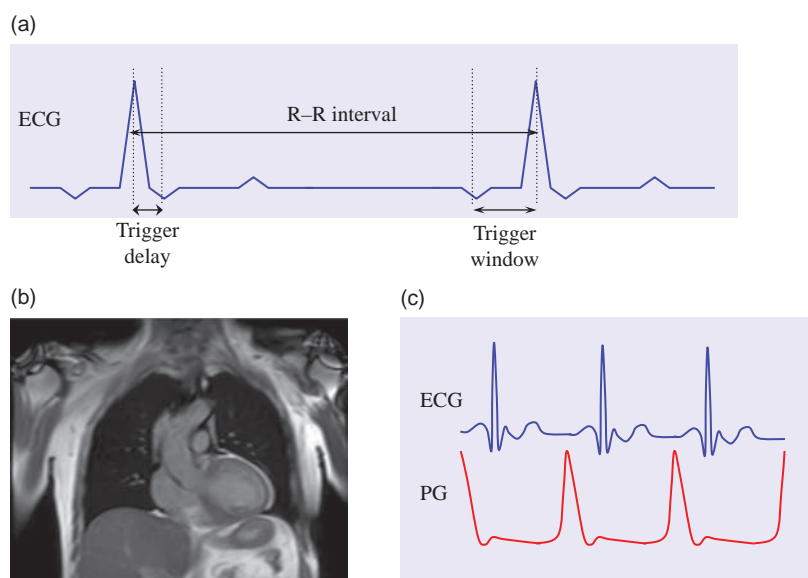 (a)
ECG
R–R interval
Trigger
delay
Trigger
window
(b)
(c)
ECG
PG